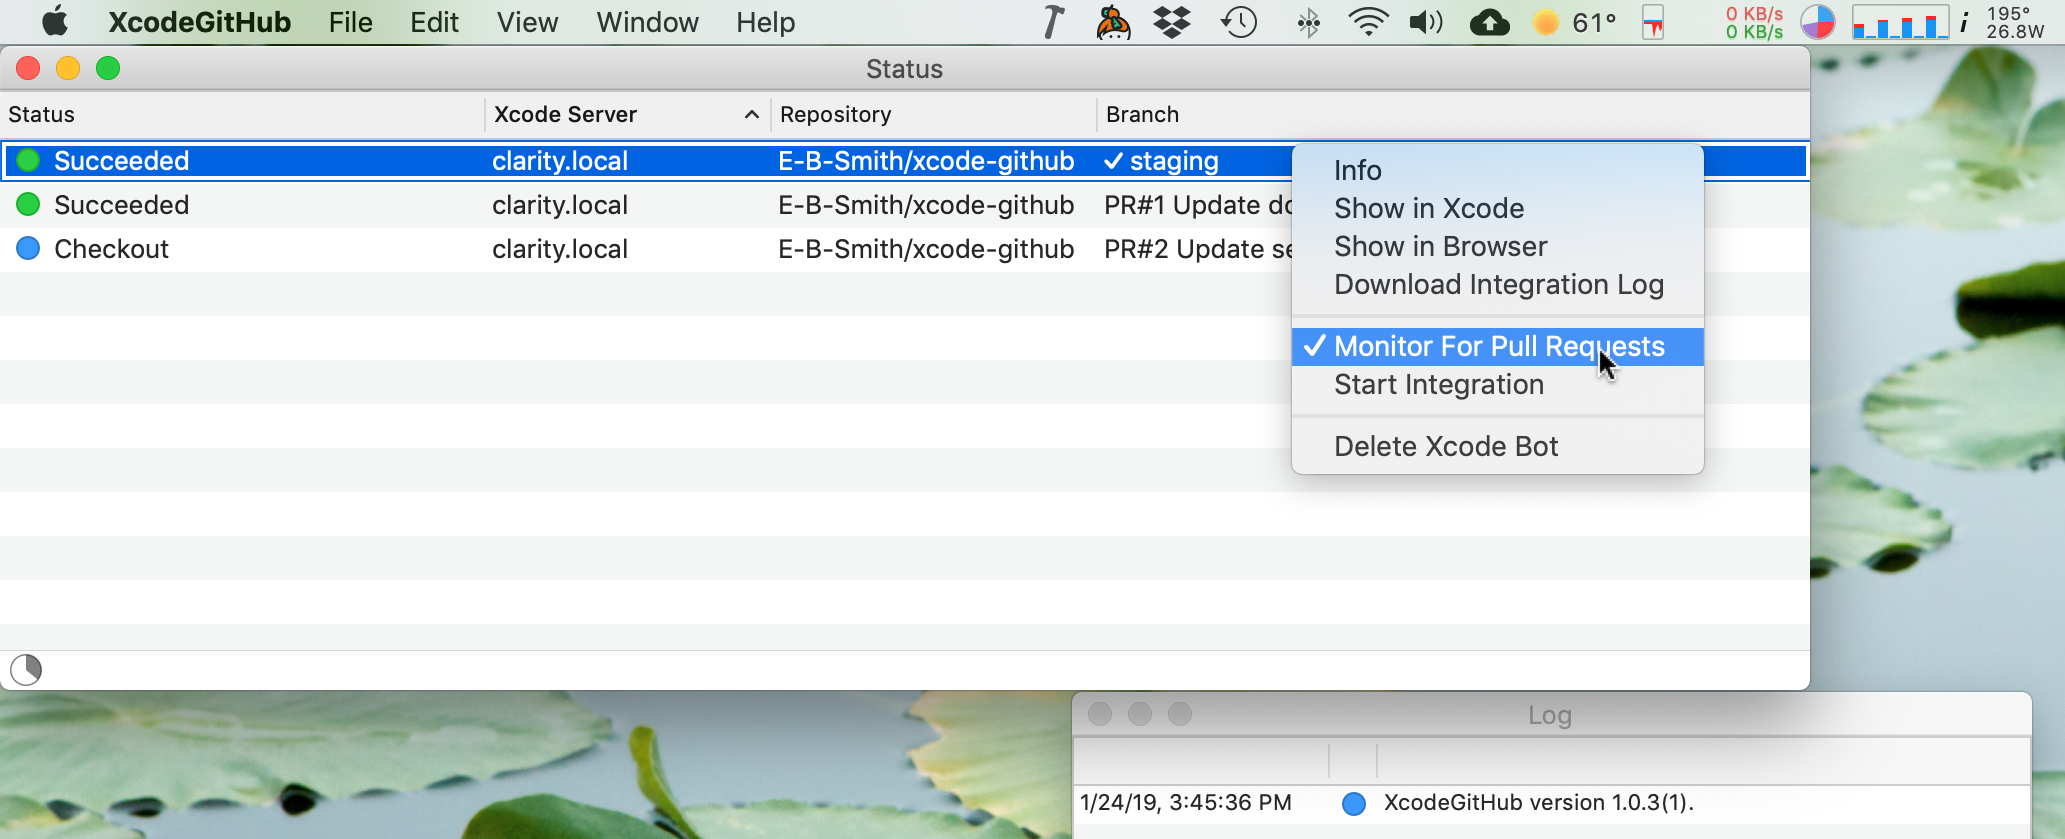 XcodeGitHub File Edit View Window Help 61° 0 KB/s 0 KB/s i 195° 26.8W
Status
Status Xcode Server Repository Branch
Succeeded clarity.local E-B-Smith/xcode-github ✓ staging
Succeeded clarity.local E-B-Smith/xcode-github PR#1 Update do
Checkout clarity.local E-B-Smith/xcode-github PR#2 Update se
Info
Show in Xcode
Show in Browser
Download Integration Log
✓ Monitor For Pull Requests
Start Integration
Delete Xcode Bot
Log
1/24/19, 3:45:36 PM XcodeGitHub version 1.0.3(1).